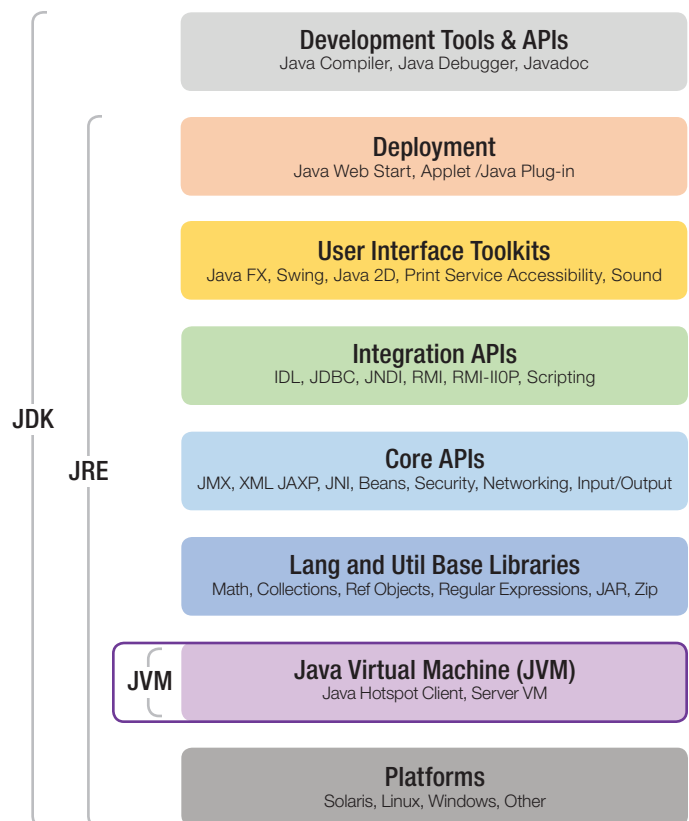 Development Tools & APIs
Java Compiler, Java Debugger, Javadoc
Deployment
Java Web Start, Applet /Java Plug-in
User Interface Toolkits
Java FX, Swing, Java 2D, Print Service Accessibility, Sound
Integration APIs
IDL, JDBC, JNDI, RMI, RMI-II0P, Scripting
JDK
JRE
Core APIs
JMX, XML JAXP, JNI, Beans, Security, Networking, Input/Output
Lang and Util Base Libraries
Math, Collections, Ref Objects, Regular Expressions, JAR, Zip
JVM
Java Virtual Machine (JVM)
Java Hotspot Client, Server VM
Platforms
Solaris, Linux, Windows, Other